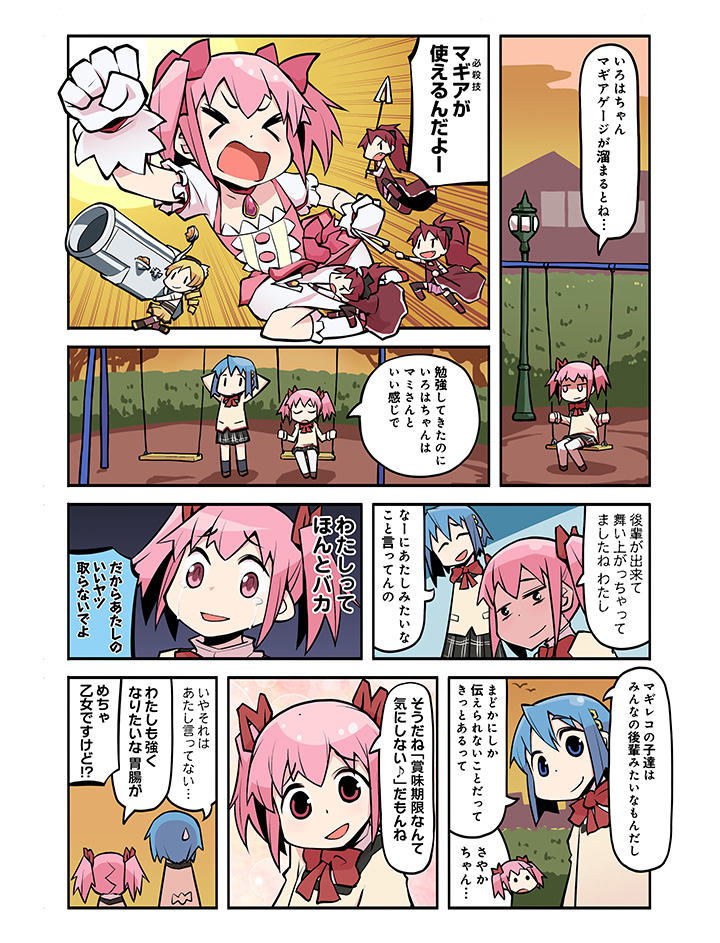 いろはちゃん
マギアゲージが溜まるとね…
マギアが
必殺技
使えるんだよー
勉強してきたのに
いろはちゃんは
マミさんと
いい感じで
後輩が出来て
舞い上がっちゃって
ましたね わたし
なーにあたしみたいな
こと言ってんの
わたしって
ほんとバカ
だからあたしの
いいヤツ
取らないでよ
マギレコの子達は
みんなの後輩みたいなもんだし
まどかにしか
伝えられないことだって
きっとあるって
さやか
ちゃん…
そうだね「賞味期限なんて
気にしない♪」だもんね
いやそれは
あたし言ってない…
わたしも強く
なりたいな 胃腸が
めちゃ
乙女ですけど!?